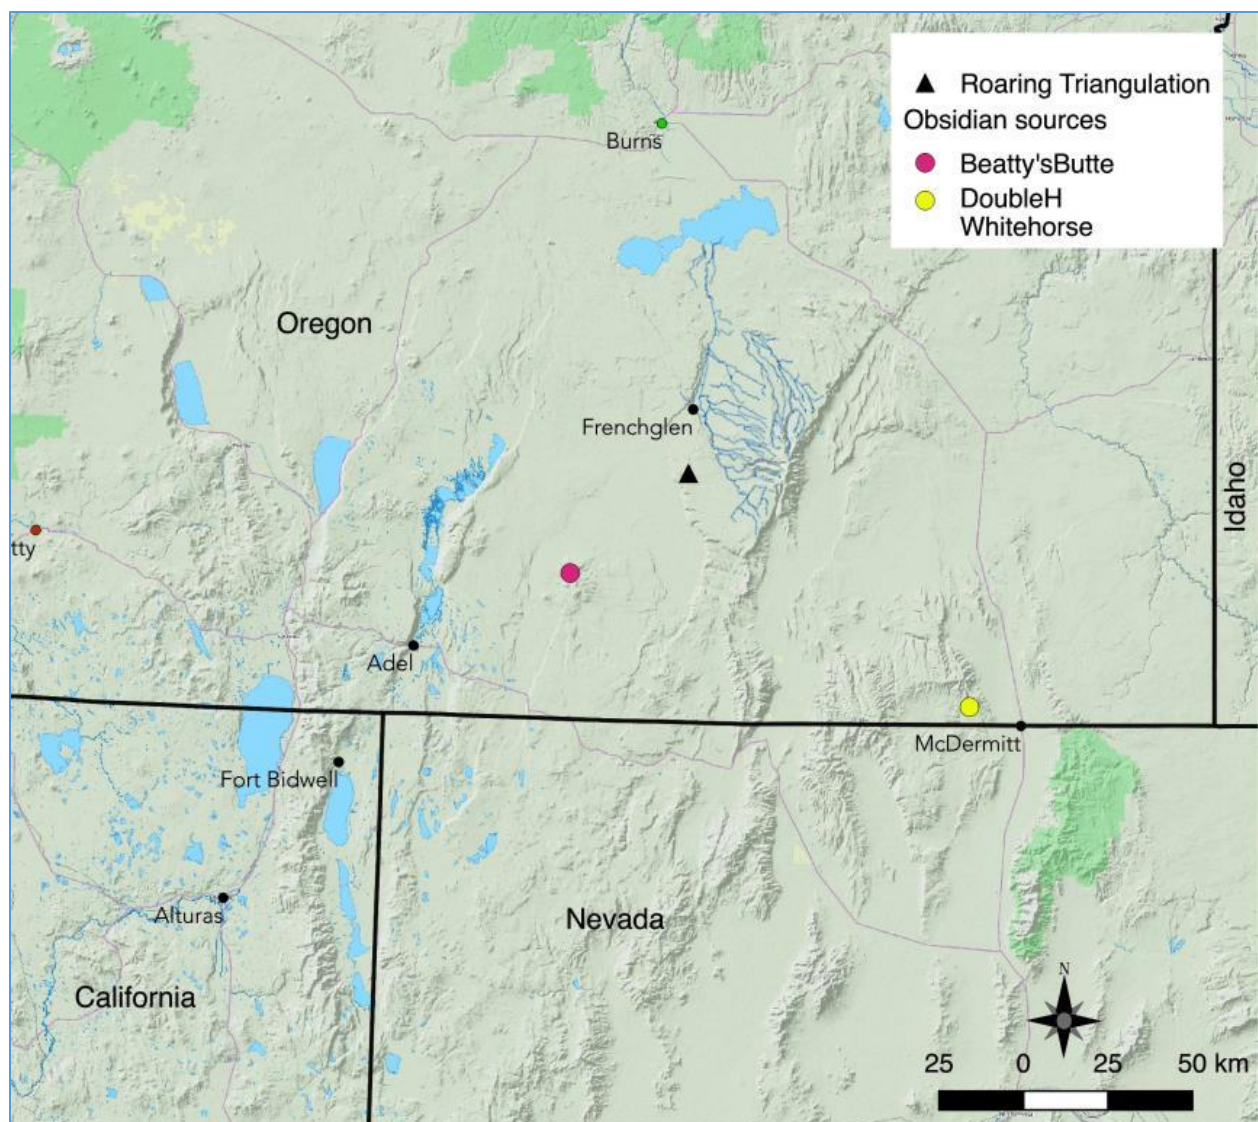 Roaring Triangulation
Obsidian sources
Beatty'sButte
DoubleH
Whitehorse
Burns
Oregon
Frenchglen
Idaho
tty
Adel
McDermitt
Fort Bidwell
Alturas
Nevada
California
N
25 0 25 50 km